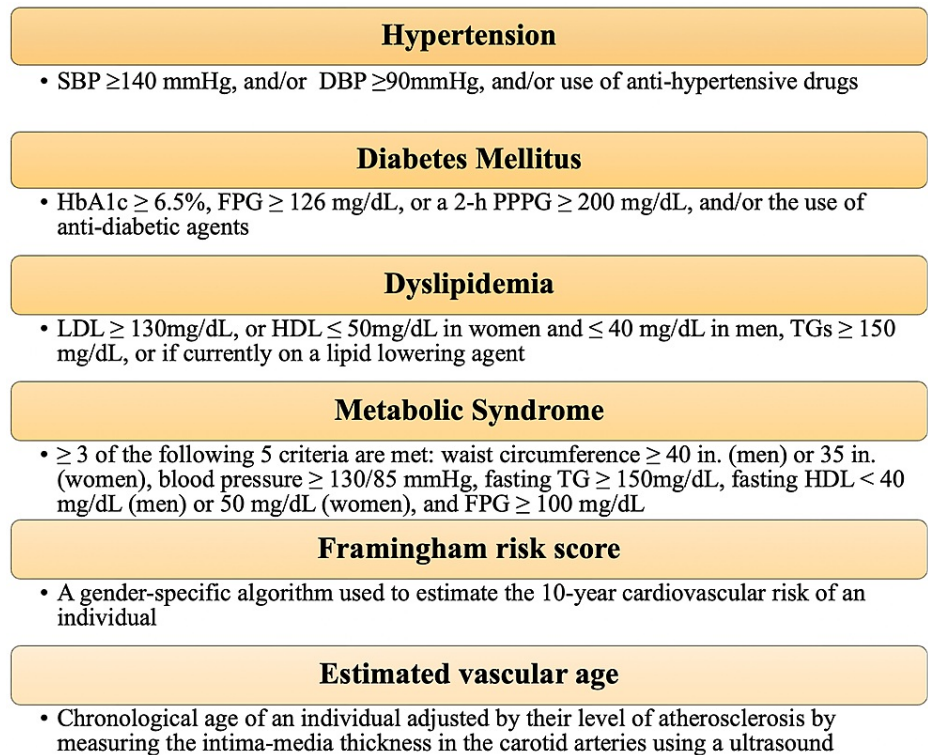 Hypertension
• SBP ≥140 mmHg, and/or DBP ≥90mmHg, and/or use of anti-hypertensive drugs
Diabetes Mellitus
• HbA1c ≥ 6.5%, FPG ≥ 126 mg/dL, or a 2-h PPPG ≥ 200 mg/dL, and/or the use of
anti-diabetic agents
Dyslipidemia
• LDL ≥ 130mg/dL, or HDL ≤ 50mg/dL in women and ≤ 40 mg/dL in men, TGs ≥ 150
mg/dL, or if currently on a lipid lowering agent
Metabolic Syndrome
• ≥ 3 of the following 5 criteria are met: waist circumference ≥ 40 in. (men) or 35 in.
(women), blood pressure ≥ 130/85 mmHg, fasting TG ≥ 150mg/dL, fasting HDL < 40
mg/dL (men) or 50 mg/dL (women), and FPG ≥ 100 mg/dL
Framingham risk score
• A gender-specific algorithm used to estimate the 10-year cardiovascular risk of an
individual
Estimated vascular age
• Chronological age of an individual adjusted by their level of atherosclerosis by
measuring the intima-media thickness in the carotid arteries using a ultrasound